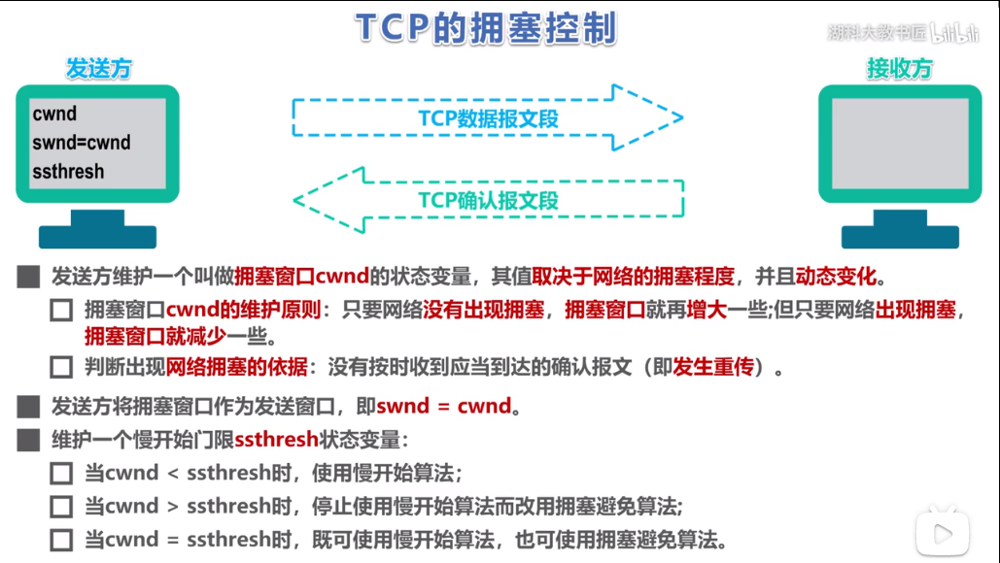 TCP的拥塞控制
湖科大教书匠 bilibili
发送方
接收方
cwnd
swnd=cwnd
ssthresh
TCP数据报文段
TCP确认报文段
发送方维护一个叫做拥塞窗口cwnd的状态变量，其值取决于网络的拥塞程度，并且动态变化。
拥塞窗口cwnd的维护原则：只要网络没有出现拥塞，拥塞窗口就再增大一些;但只要网络出现拥塞，
拥塞窗口就减少一些。
判断出现网络拥塞的依据：没有按时收到应当到达的确认报文（即发生重传）。
发送方将拥塞窗口作为发送窗口，即swnd = cwnd。
维护一个慢开始门限ssthresh状态变量：
当cwnd < ssthresh时，使用慢开始算法；
当cwnd > ssthresh时，停止使用慢开始算法而改用拥塞避免算法;
当cwnd = ssthresh时，既可使用慢开始算法，也可使用拥塞避免算法。